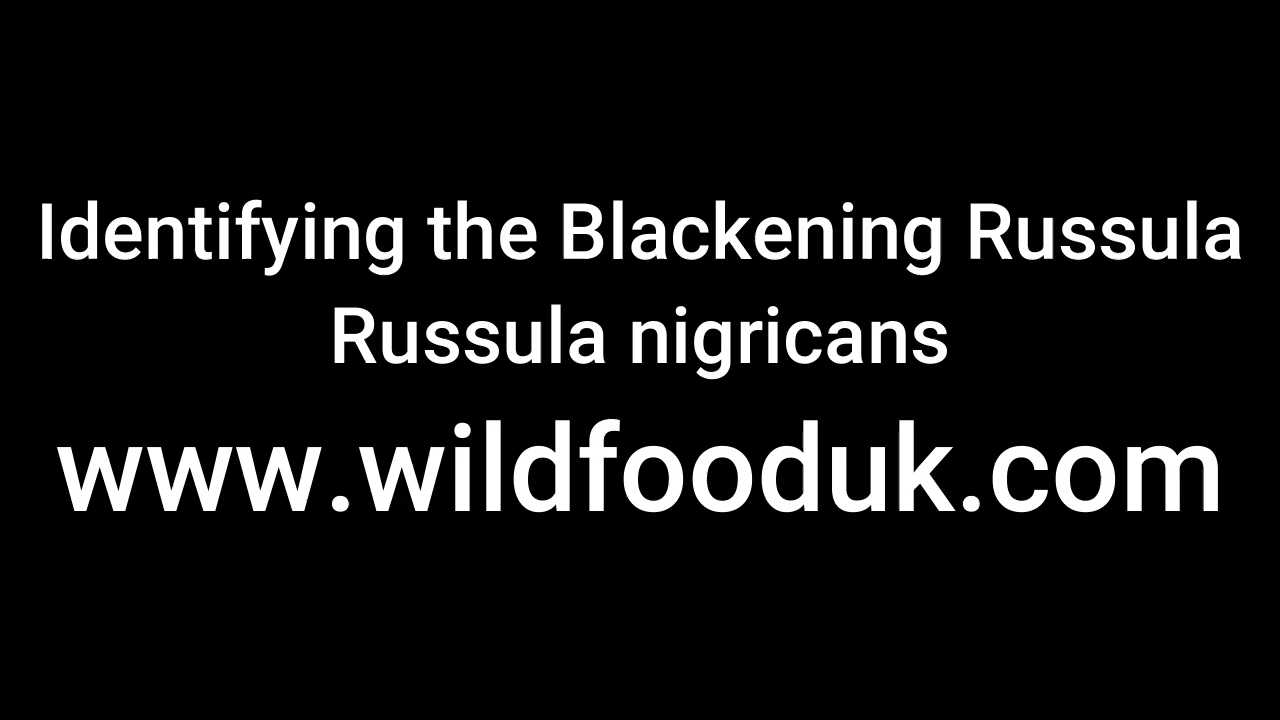 Identifying the Blackening Russula
Russula nigricans
www.wildfooduk.com